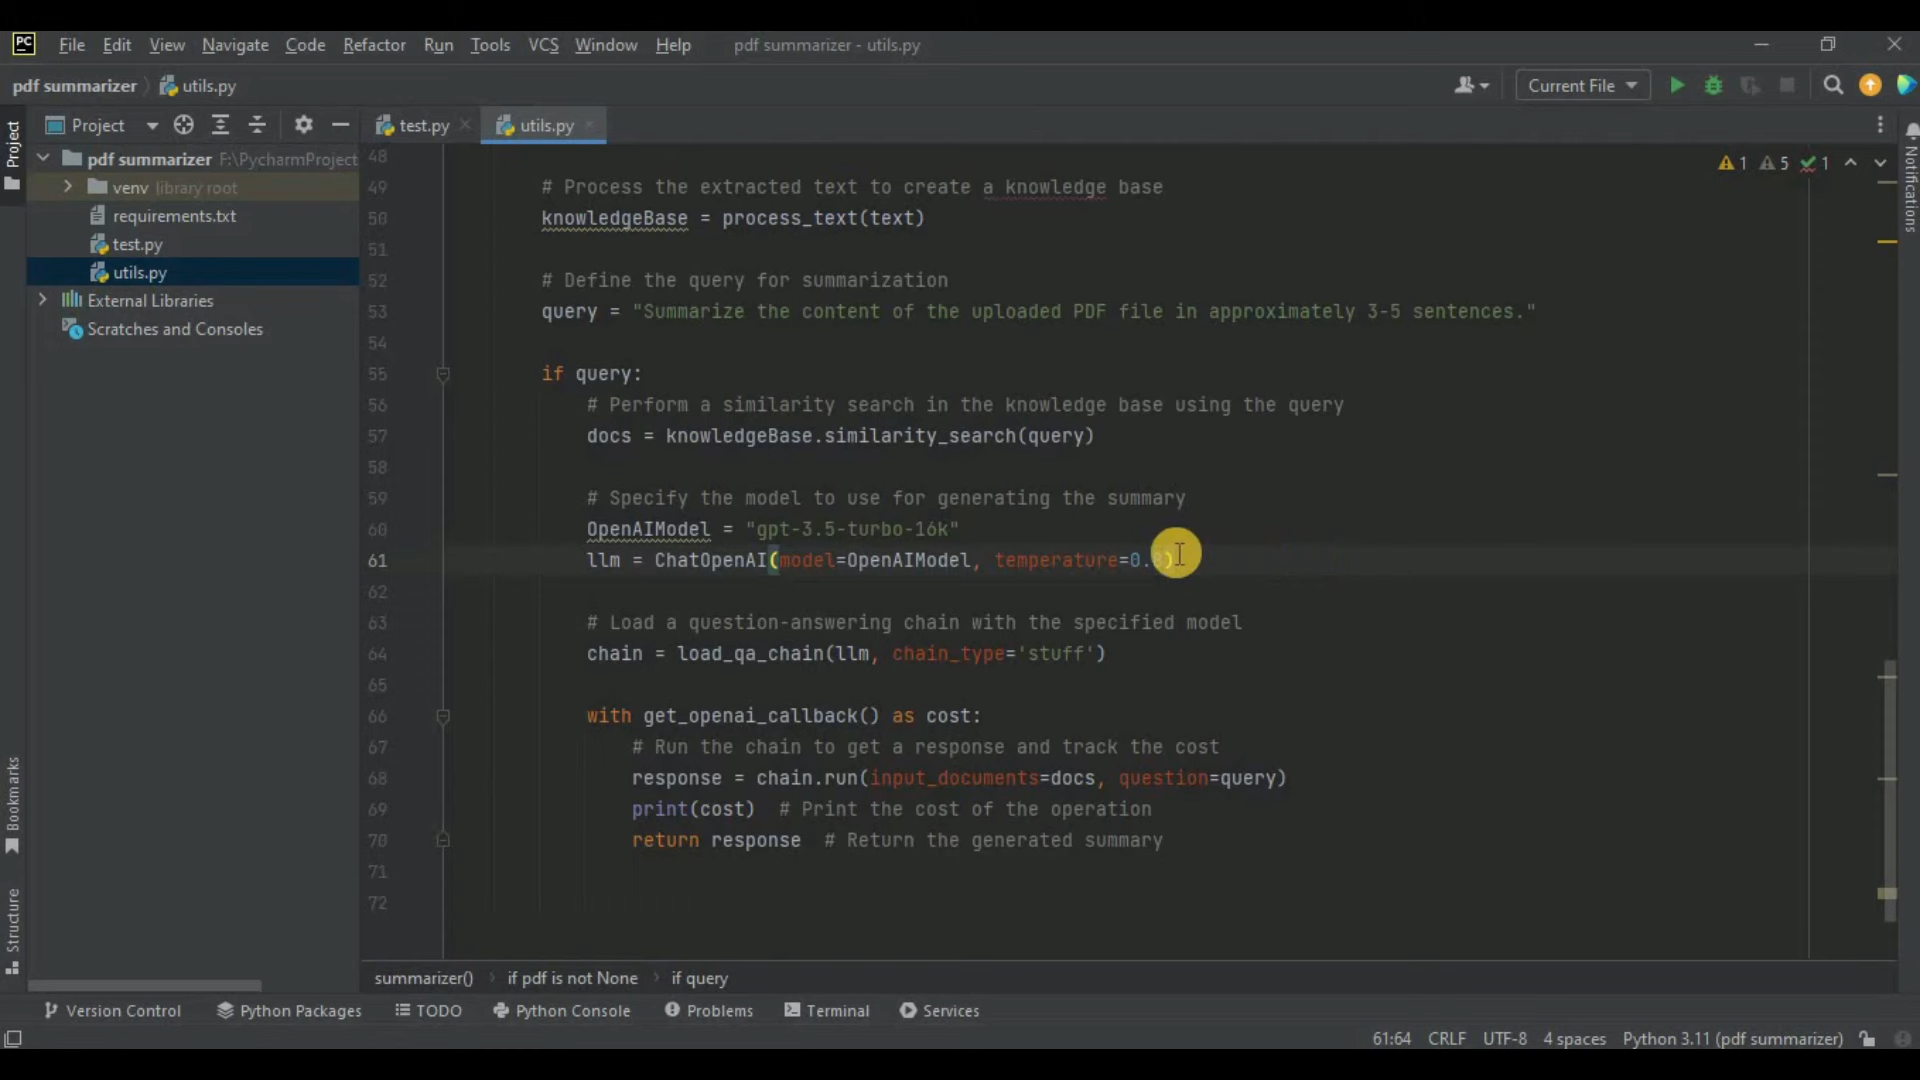 PC File Edit View Navigate Code Refactor Run Tools VCS Window Help pdf summarizer - utils.py
pdf summarizer utils.py Current File
Project test.py utils.py
Project
pdf summarizer F:\PycharmProject
venv library root
requirements.txt
test.py
utils.py
External Libraries
Scratches and Consoles
1 5 1
48
49 # Process the extracted text to create a knowledge base
50 knowledgeBase = process_text(text)
51
52 # Define the query for summarization
53 query = "Summarize the content of the uploaded PDF file in approximately 3-5 sentences."
54
55 if query:
56 # Perform a similarity search in the knowledge base using the query
57 docs = knowledgeBase.similarity_search(query)
58
59 # Specify the model to use for generating the summary
60 OpenAIModel = "gpt-3.5-turbo-16k"
61 llm = ChatOpenAI(model=OpenAIModel, temperature=0.8)
62
63 # Load a question-answering chain with the specified model
64 chain = load_qa_chain(llm, chain_type='stuff')
65
66 with get_openai_callback() as cost:
67 # Run the chain to get a response and track the cost
68 response = chain.run(input_documents=docs, question=query)
69 print(cost) # Print the cost of the operation
70 return response # Return the generated summary
71
72
Notifications
Bookmarks
Structure
summarizer() if pdf is not None if query
Version Control Python Packages TODO Python Console Problems Terminal Services
61:64 CRLF UTF-8 4 spaces Python 3.11 (pdf summarizer)